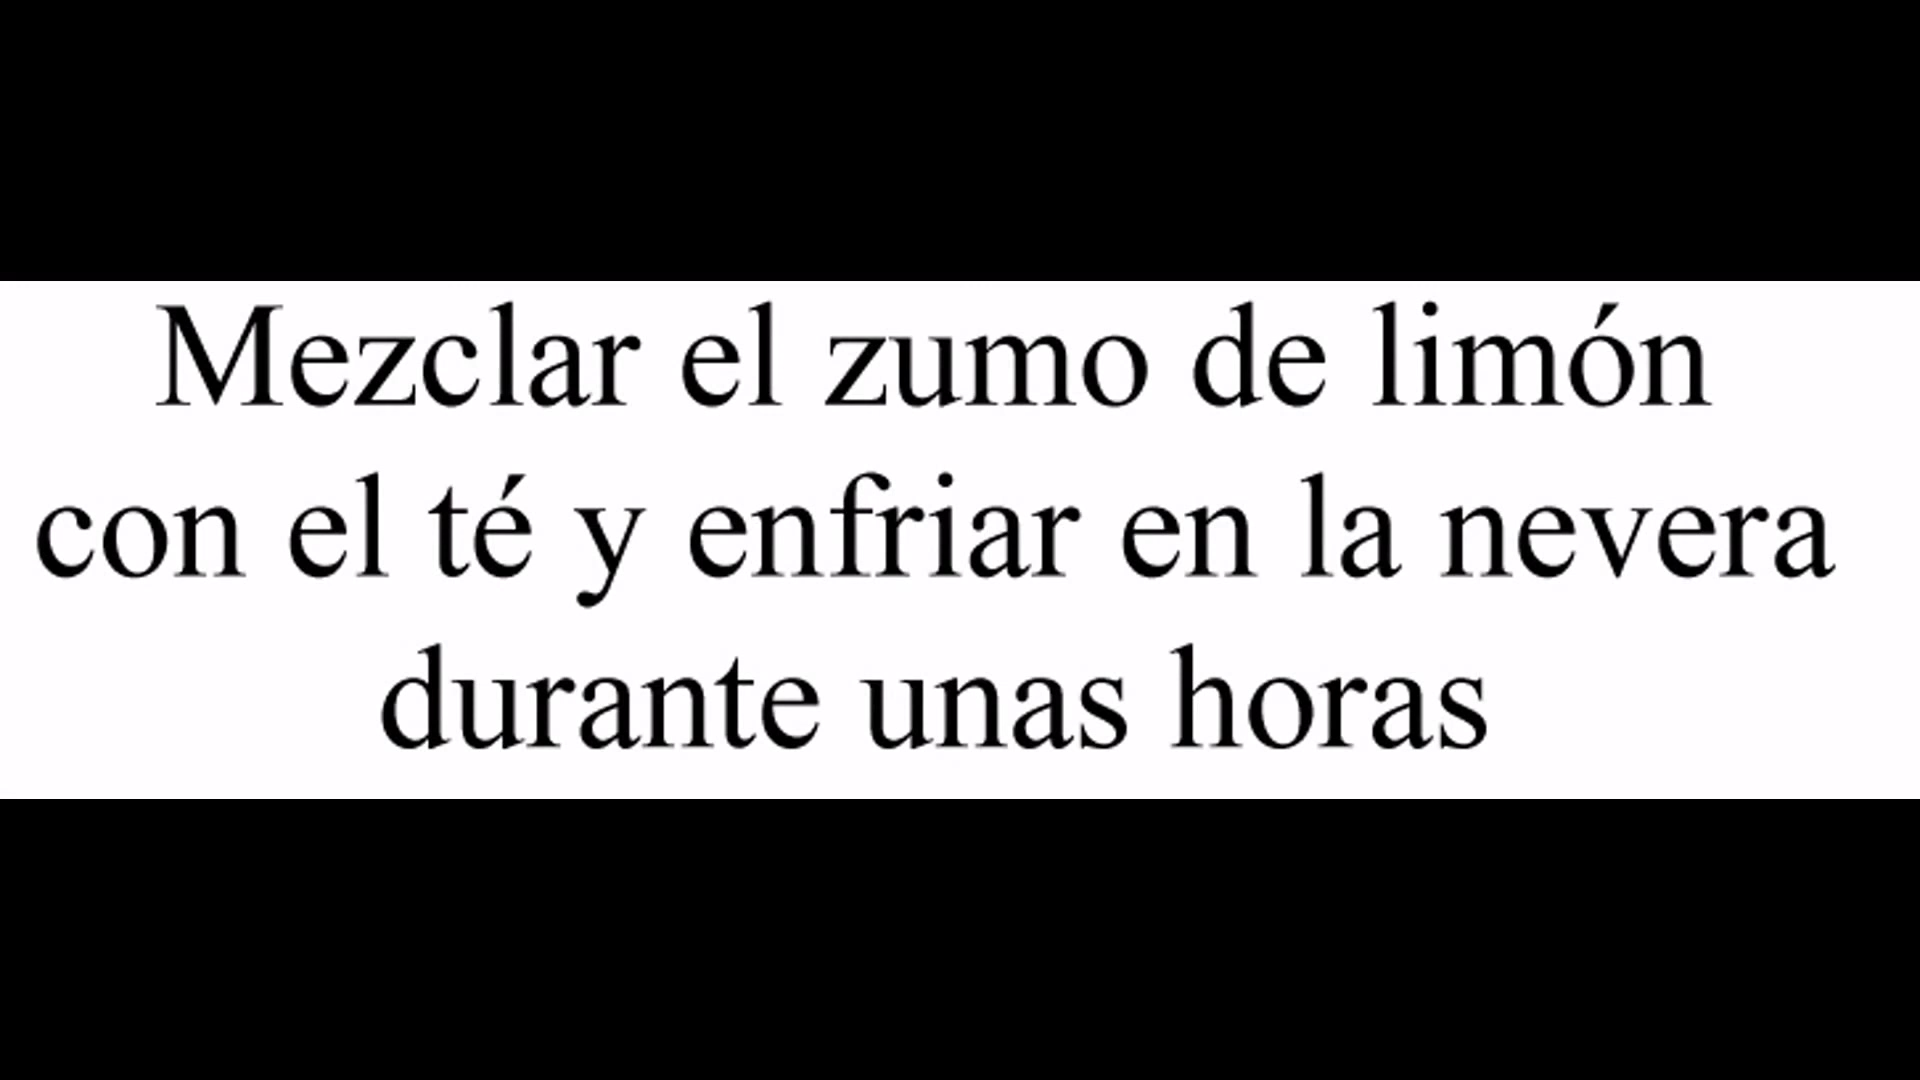 Mezclar el zumo de limón
con el té y enfriar en la nevera
durante unas horas